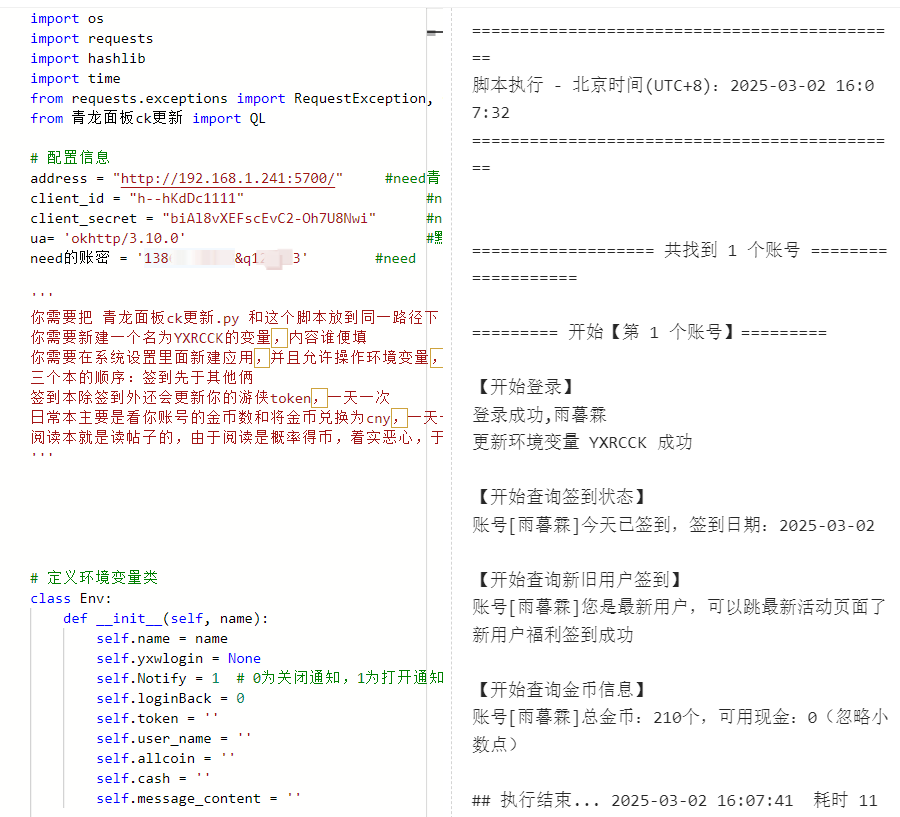 import os
import requests
import hashlib
import time
from requests.exceptions import RequestException,
from 青龙面板ck更新 import QL
# 配置信息
address = "http://192.168.1.241:5700/" #need青
client_id = "h--hKdDc1111" #n
client_secret = "biAl8vXEFscEvC2-Oh7U8Nwi" #n
ua= 'okhttp/3.10.0' #黑
need的账密 = '138 &q12 3' #need
'''
你需要把 青龙面板ck更新.py 和这个脚本放到同一路径下
你需要新建一个名为YXRCCK的变量，内容谁便填
你需要在系统设置里面新建应用，并且允许操作环境变量，
三个本的顺序：签到先于其他俩
签到本除签到外还会更新你的游侠token，一天一次
日常本主要是看你账号的金币数和将金币兑换为cny，一天一
阅读本就是读帖子的，由于阅读是概率得币，着实恶心，于
'''
# 定义环境变量类
class Env:
def __init__(self, name):
self.name = name
self.yxwlogin = None
self.Notify = 1 # 0为关闭通知，1为打开通知
self.loginBack = 0
self.token = ''
self.user_name = ''
self.allcoin = ''
self.cash = ''
self.message_content = ''
===========================================
==
脚本执行 - 北京时间(UTC+8)：2025-03-02 16:0
7:32
===========================================
==
=================== 共找到 1 个账号 ========
===========
========= 开始【第 1 个账号】=========
【开始登录】
登录成功,雨暮霖
更新环境变量 YXRCCK 成功
【开始查询签到状态】
账号[雨暮霖]今天已签到，签到日期：2025-03-02
【开始查询新旧用户签到】
账号[雨暮霖]您是最新用户，可以跳最新活动页面了
新用户福利签到成功
【开始查询金币信息】
账号[雨暮霖]总金币：210个，可用现金：0（忽略小
数点）
## 执行结束... 2025-03-02 16:07:41 耗时 11